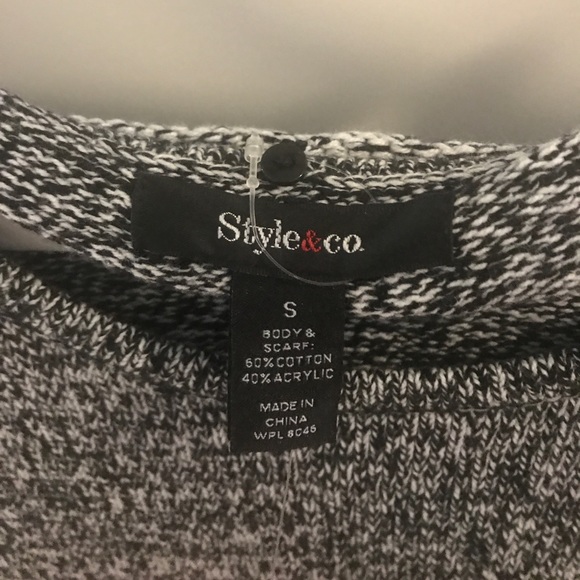 Style&co.
S
BODY &
SCARF:
60%COTTON
40%ACRYLIC
MADE IN
CHINA
WPL 8046